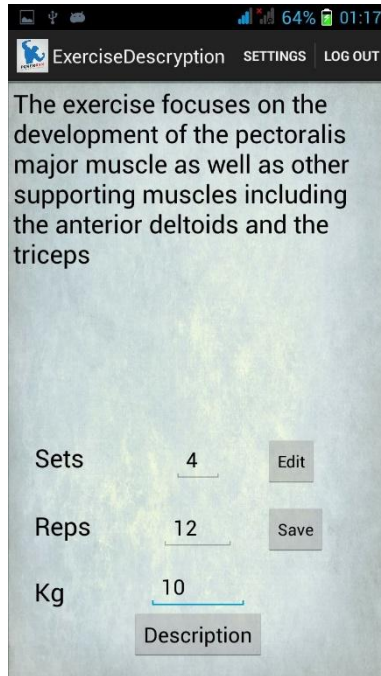 64% 01:17
ExerciseDescryption SETTINGS LOG OUT
The exercise focuses on the
development of the pectoralis
major muscle as well as other
supporting muscles including
the anterior deltoids and the
triceps
Sets 4 Edit
Reps 12 Save
Kg 10
Description